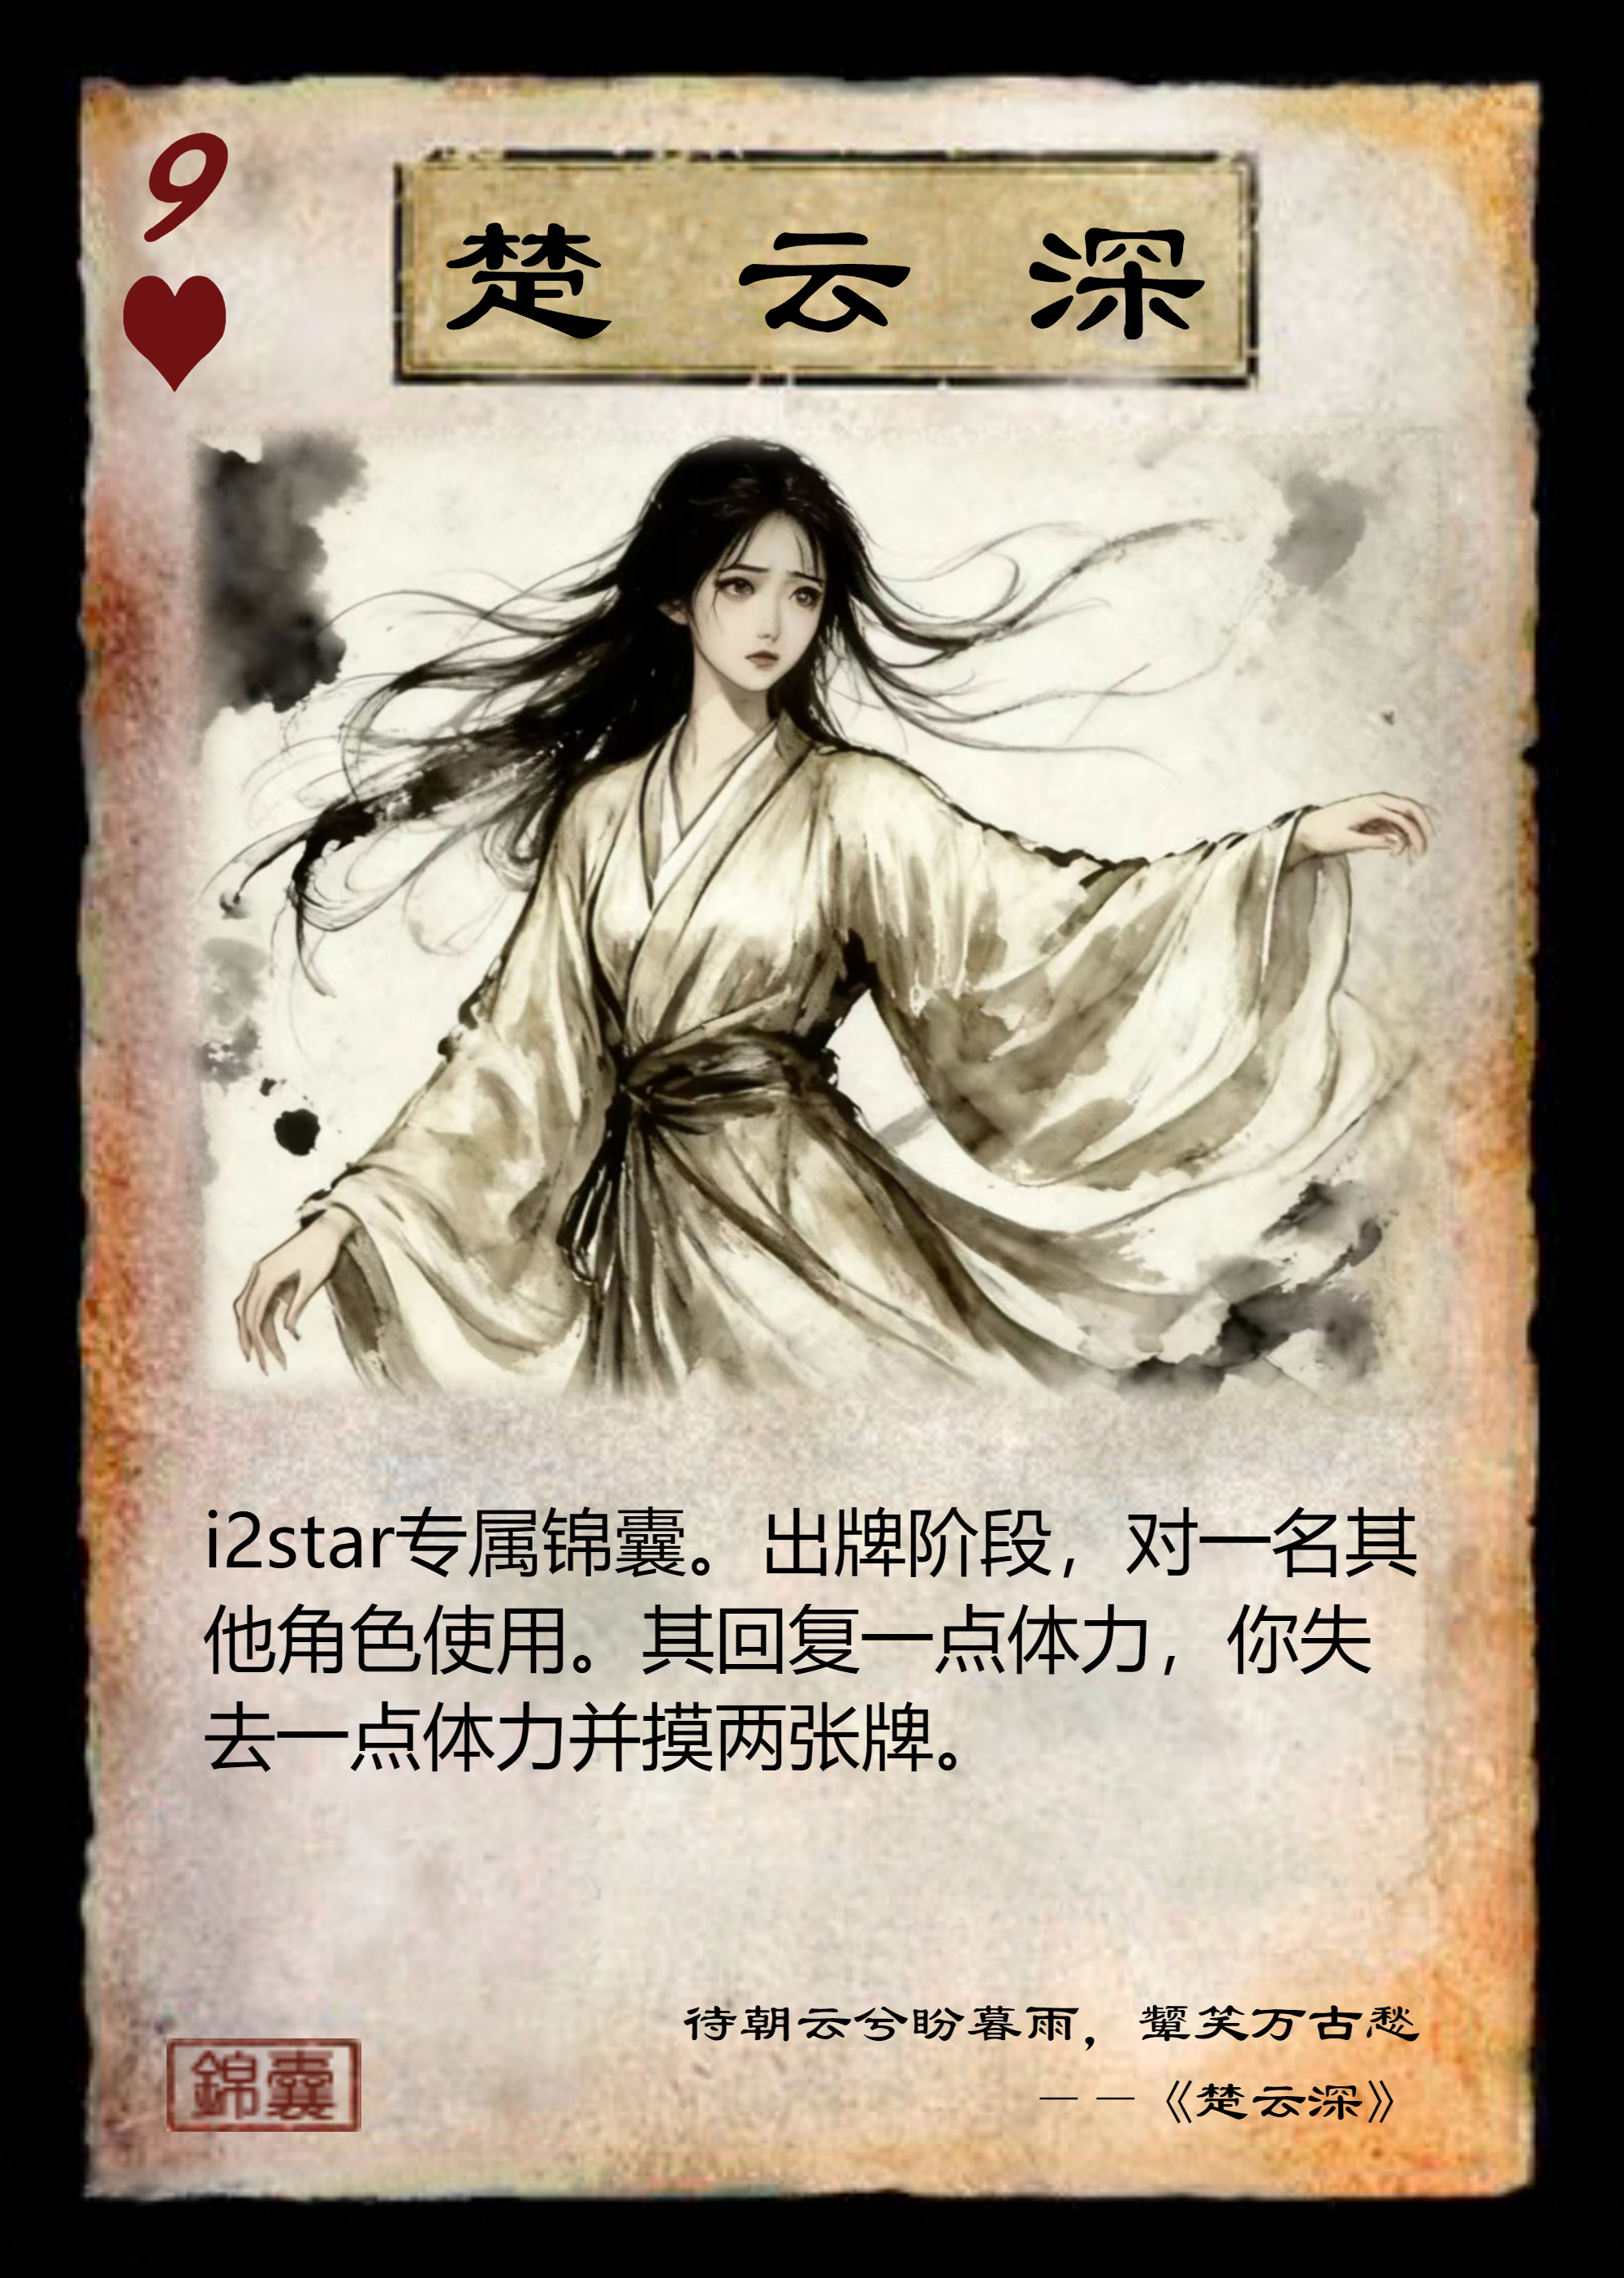 9
楚云深
i2star专属锦囊。出牌阶段，对一名其
他角色使用。其回复一点体力，你失
去一点体力并摸两张牌。
待朝云兮盼暮雨，颦笑万古愁
——《楚云深》
錦囊